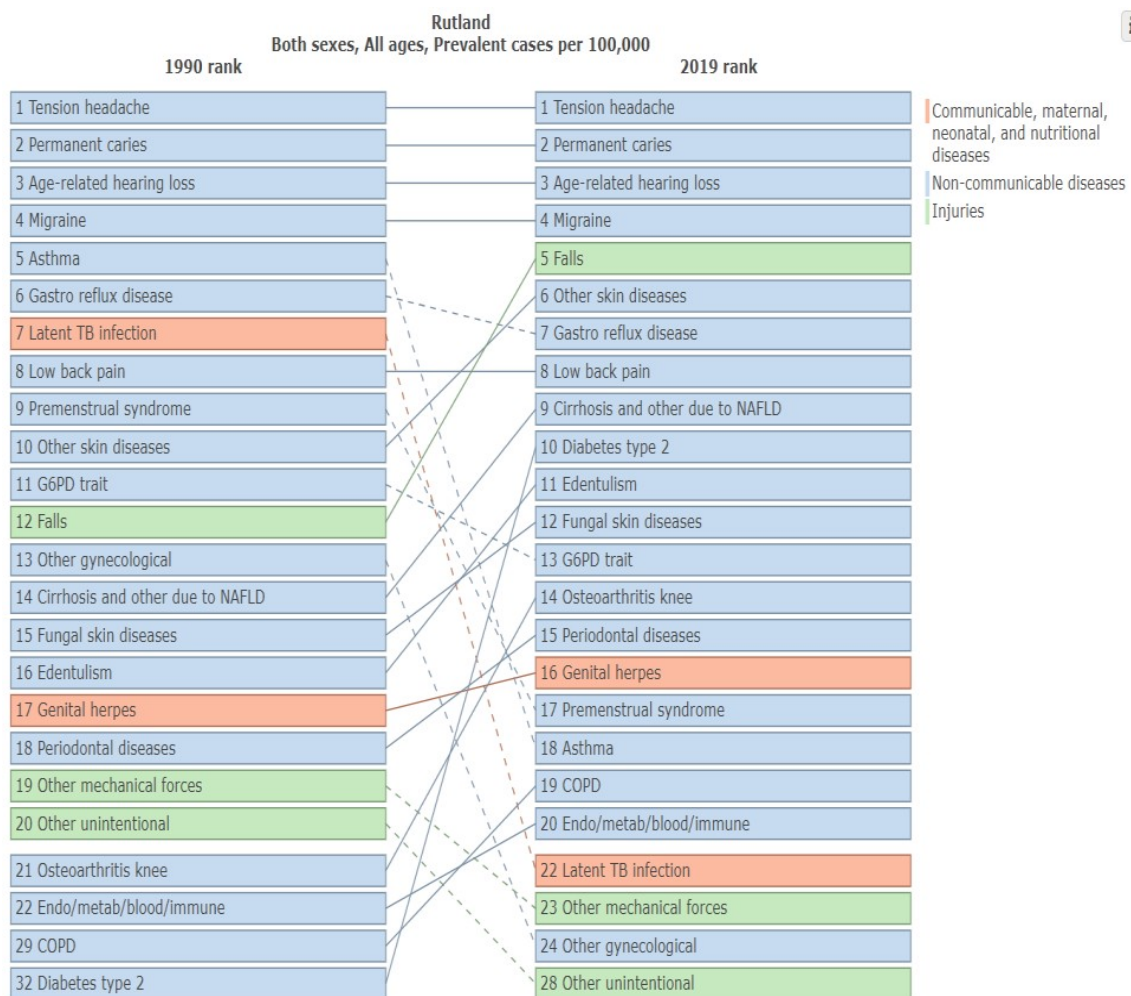 Rutland
Both sexes, All ages, Prevalent cases per 100,000
1990 rank
1 Tension headache
2 Permanent caries
3 Age-related hearing loss
4 Migraine
5 Asthma
6 Gastro reflux disease
7 Latent TB infection
8 Low back pain
9 Premenstrual syndrome
10 Other skin diseases
11 G6PD trait
12 Falls
13 Other gynecological
14 Cirrhosis and other due to NAFLD
15 Fungal skin diseases
16 Edentulism
17 Genital herpes
18 Periodontal diseases
19 Other mechanical forces
20 Other unintentional
21 Osteoarthritis knee
22 Endo/metab/blood/immune
29 COPD
32 Diabetes type 2
2019 rank
1 Tension headache
2 Permanent caries
3 Age-related hearing loss
4 Migraine
5 Falls
6 Other skin diseases
7 Gastro reflux disease
8 Low back pain
9 Cirrhosis and other due to NAFLD
10 Diabetes type 2
11 Edentulism
12 Fungal skin diseases
13 G6PD trait
14 Osteoarthritis knee
15 Periodontal diseases
16 Genital herpes
17 Premenstrual syndrome
18 Asthma
19 COPD
20 Endo/metab/blood/immune
22 Latent TB infection
23 Other mechanical forces
24 Other gynecological
28 Other unintentional
Communicable, maternal,
neonatal, and nutritional
diseases
Non-communicable diseases
Injuries